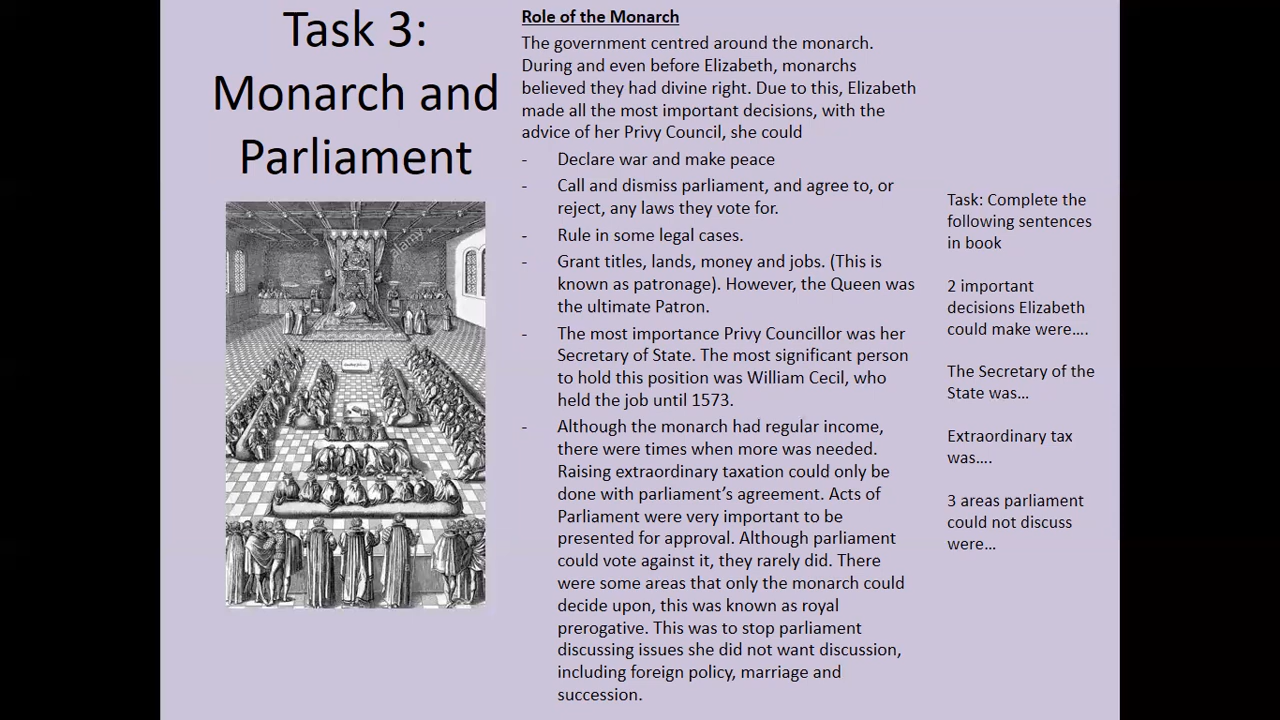 Task 3:
Monarch and
Parliament
Role of the Monarch
The government centred around the monarch.
During and even before Elizabeth, monarchs
believed they had divine right. Due to this, Elizabeth
made all the most important decisions, with the
advice of her Privy Council, she could
- Declare war and make peace
- Call and dismiss parliament, and agree to, or
reject, any laws they vote for.
- Rule in some legal cases.
- Grant titles, lands, money and jobs. (This is
known as patronage). However, the Queen was
the ultimate Patron.
- The most importance Privy Councillor was her
Secretary of State. The most significant person
to hold this position was William Cecil, who
held the job until 1573.
- Although the monarch had regular income,
there were times when more was needed.
Raising extraordinary taxation could only be
done with parliament’s agreement. Acts of
Parliament were very important to be
presented for approval. Although parliament
could vote against it, they rarely did. There
were some areas that only the monarch could
decide upon, this was known as royal
prerogative. This was to stop parliament
discussing issues she did not want discussion,
including foreign policy, marriage and
succession.
Task: Complete the
following sentences
in book
2 important
decisions Elizabeth
could make were….
The Secretary of the
State was…
Extraordinary tax
was….
3 areas parliament
could not discuss
were…
alamy